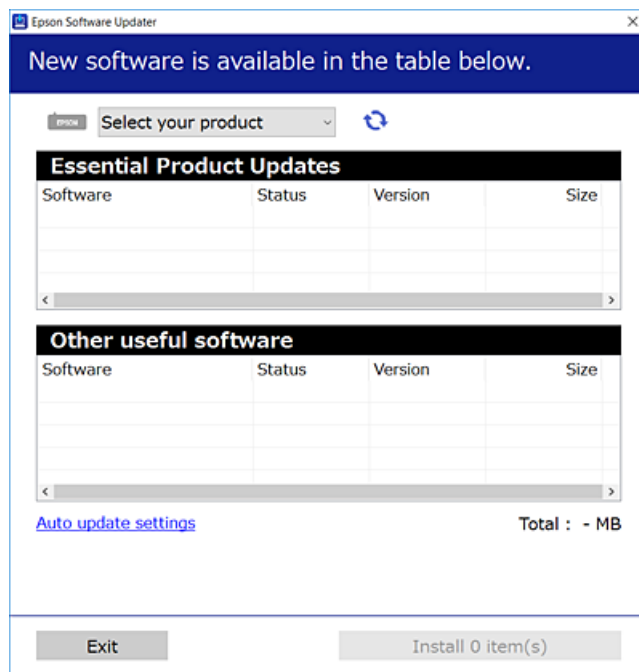 Epson Software Updater
New software is available in the table below.
EPSON Select your product
Essential Product Updates
Software Status Version Size
Other useful software
Software Status Version Size
Auto update settings Total : - MB
Exit Install 0 item(s)